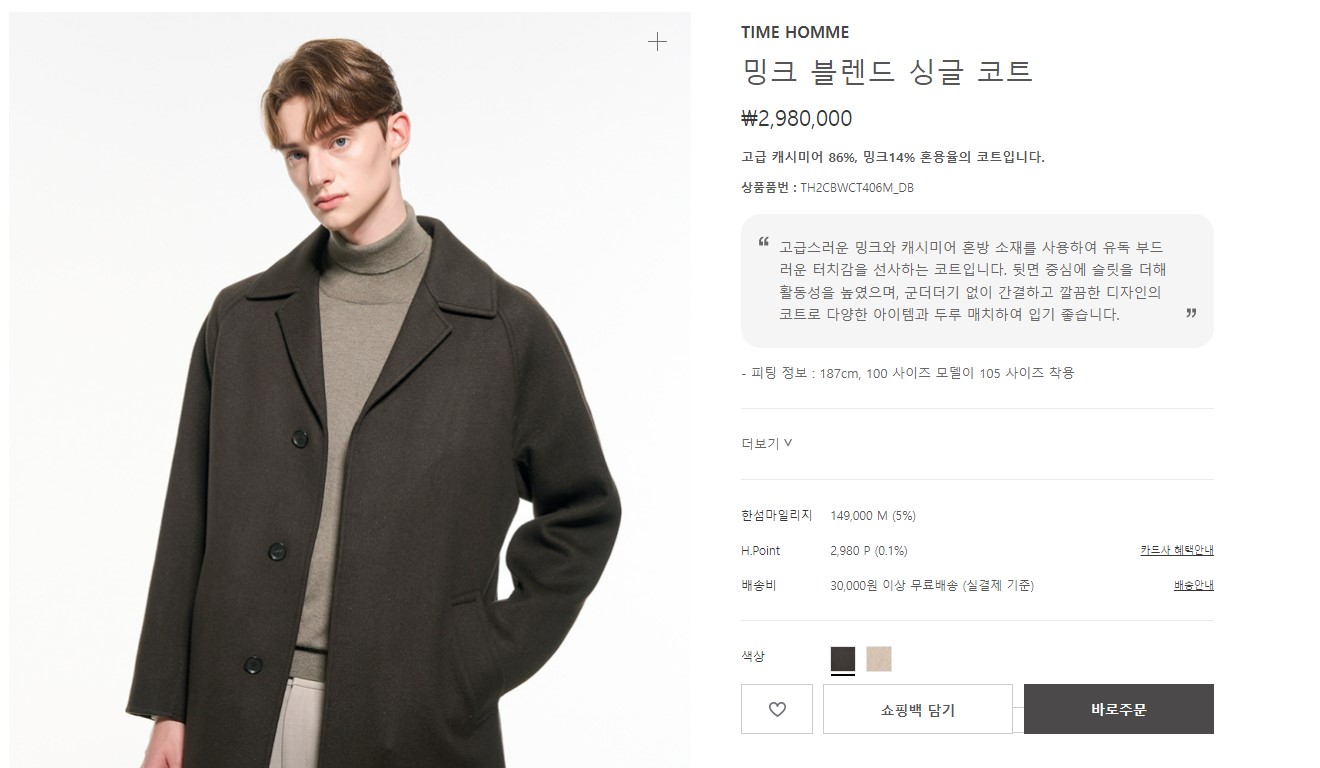 TIME HOMME
밍크 블렌드 싱글 코트
₩2,980,000
고급 캐시미어 86%, 밍크14% 혼용율의 코트입니다.
상품품번 : TH2CBWCT406M_DB
“ 고급스러운 밍크와 캐시미어 혼방 소재를 사용하여 유독 부드
러운 터치감을 선사하는 코트입니다. 뒷면 중심에 슬릿을 더해
활동성을 높였으며, 군더더기 없이 간결하고 깔끔한 디자인의
코트로 다양한 아이템과 두루 매치하여 입기 좋습니다. ”
- 피팅 정보 : 187cm, 100 사이즈 모델이 105 사이즈 착용
더보기 ∨
한섬마일리지 149,000 M (5%)
H.Point 2,980 P (0.1%) 카드사 혜택안내
배송비 30,000원 이상 무료배송 (실결제 기준) 배송안내
색상
쇼핑백 담기 바로주문